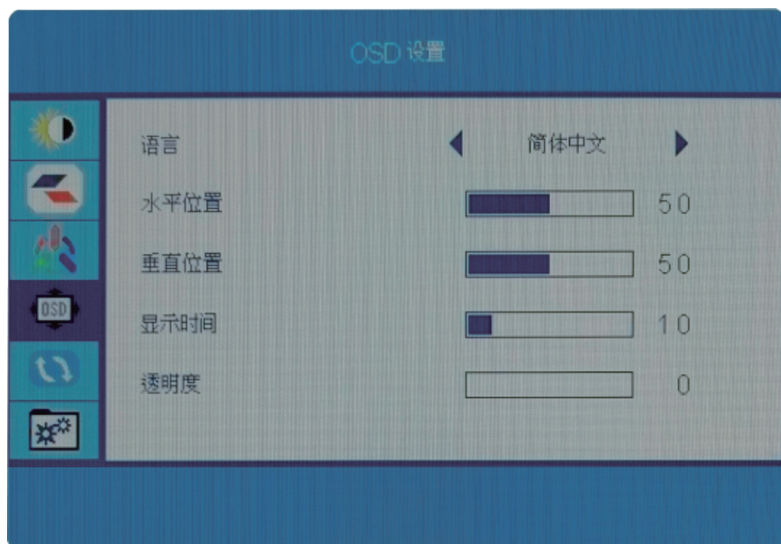 OSD 设置
语言 简体中文
水平位置 50
垂直位置 50
显示时间 10
OSD
透明度 0